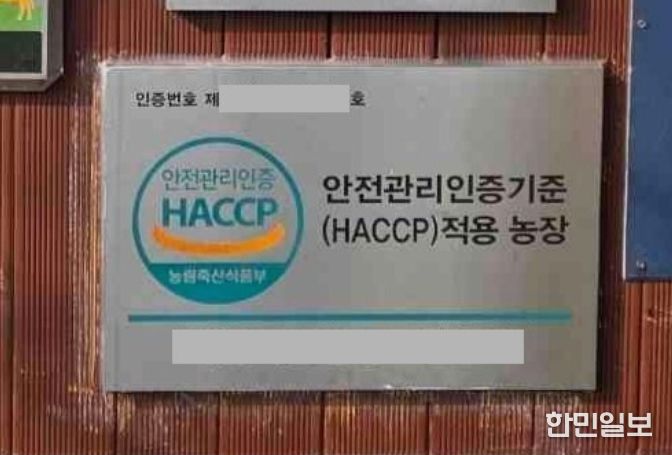 인증번호 제 호
안전관리인증
HACCP
농림축산식품부
안전관리인증기준
(HACCP)적용 농장
한민일보